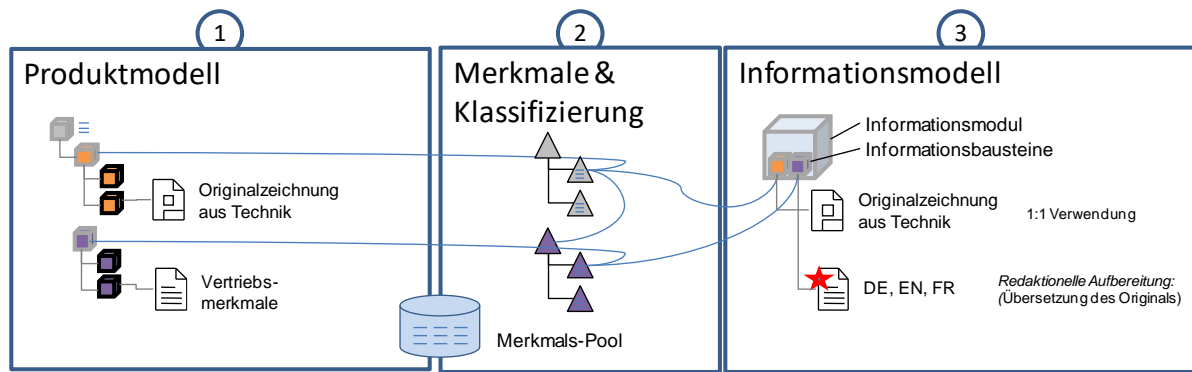 1
Produktmodell
Originalzeichnung
aus Technik
Vertriebs-
merkmale
2
Merkmale &
Klassifizierung
Merkmals-Pool
3
Informationsmodell
Informationsmodul
Informationsbausteine
Originalzeichnung
aus Technik
1:1 Verwendung
DE, EN, FR
Redaktionelle Aufbereitung:
(Übersetzung des Originals)